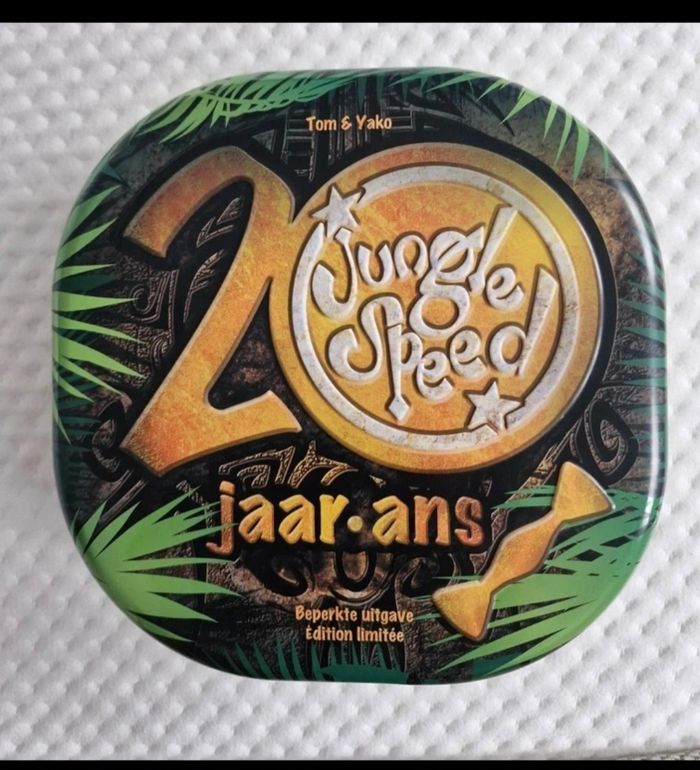 Tom & Yako
20
Jungle
Speed
jaar · ans
Beperkte uitgave
Édition limitée